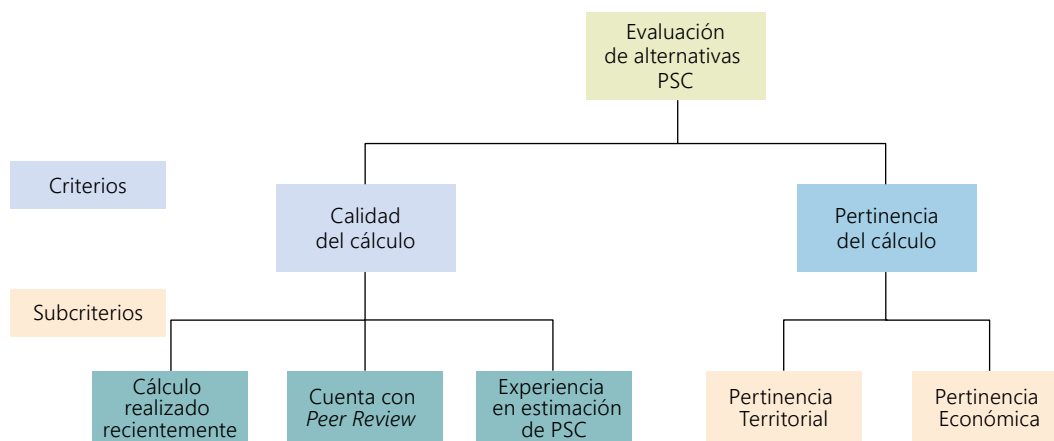 Evaluación
de alternativas
PSC
Criterios
Calidad
del cálculo
Pertinencia
del cálculo
Subcriterios
Cálculo
realizado
recientemente
Cuenta con
Peer Review
Experiencia
en estimación
de PSC
Pertinencia
Territorial
Pertinencia
Económica